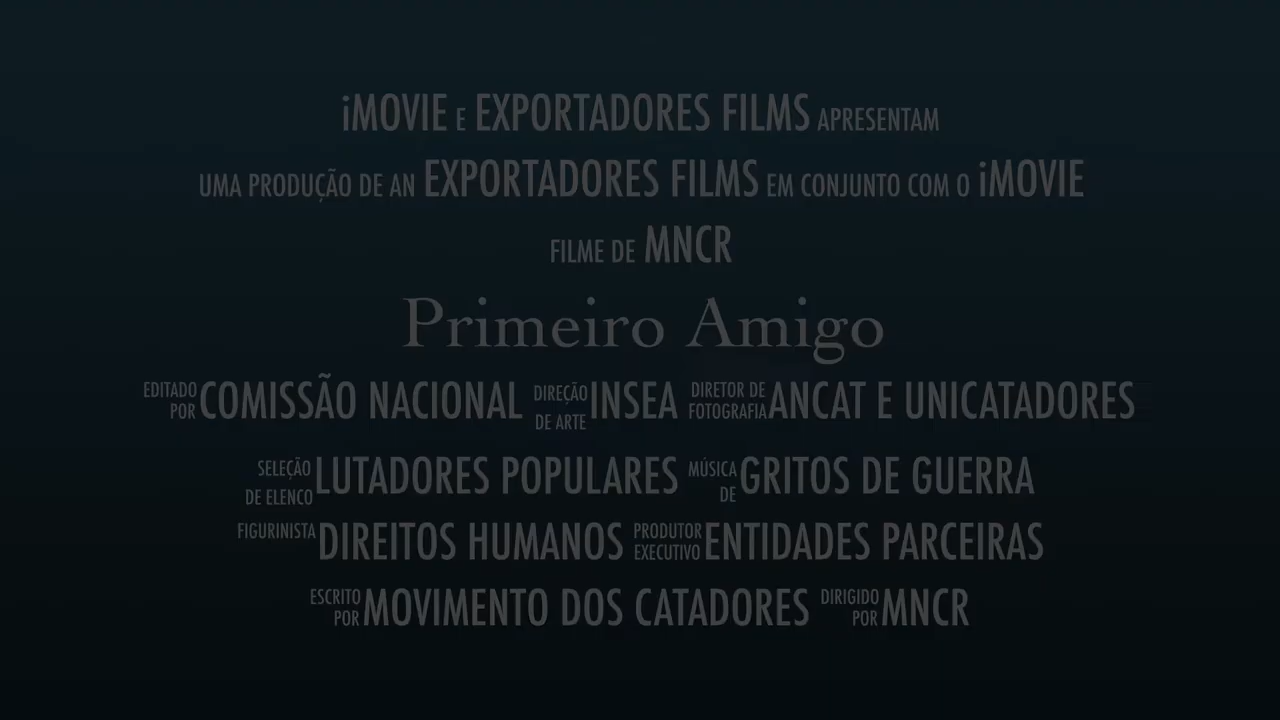 iMOVIE E EXPORTADORES FILMS APRESENTAM
UMA PRODUÇÃO DE AN EXPORTADORES FILMS EM CONJUNTO COM O iMOVIE
FILME DE MNCR
Primeiro Amigo
EDITADO POR COMISSÃO NACIONAL DIREÇÃO DE ARTE INSEA DIRETOR DE FOTOGRAFIA ANCAT E UNICATADORES
SELEÇÃO DE ELENCO LUTADORES POPULARES MÚSICA DE GRITOS DE GUERRA
FIGURINISTA DIREITOS HUMANOS PRODUTOR EXECUTIVO ENTIDADES PARCEIRAS
ESCRITO POR MOVIMENTO DOS CATADORES DIRIGIDO POR MNCR